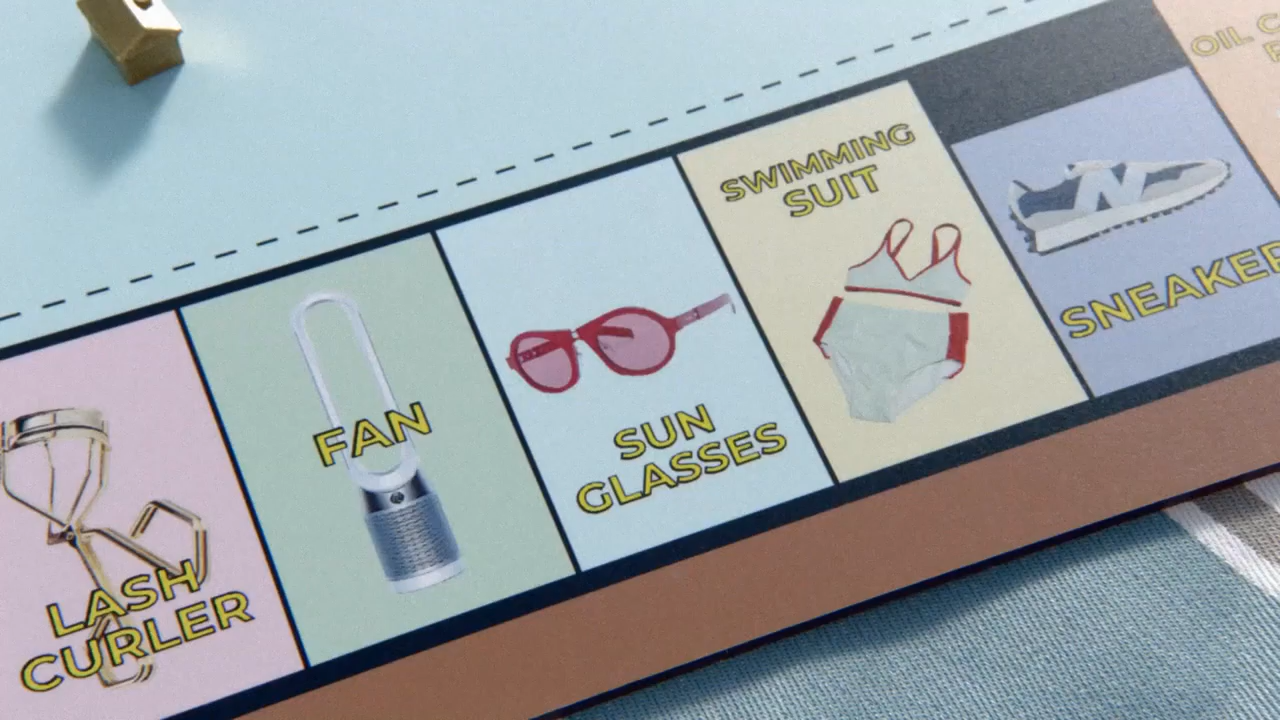 LASH
CURLER
FAN
SUN
GLASSES
SWIMMING
SUIT
N
SNEAKER
OIL